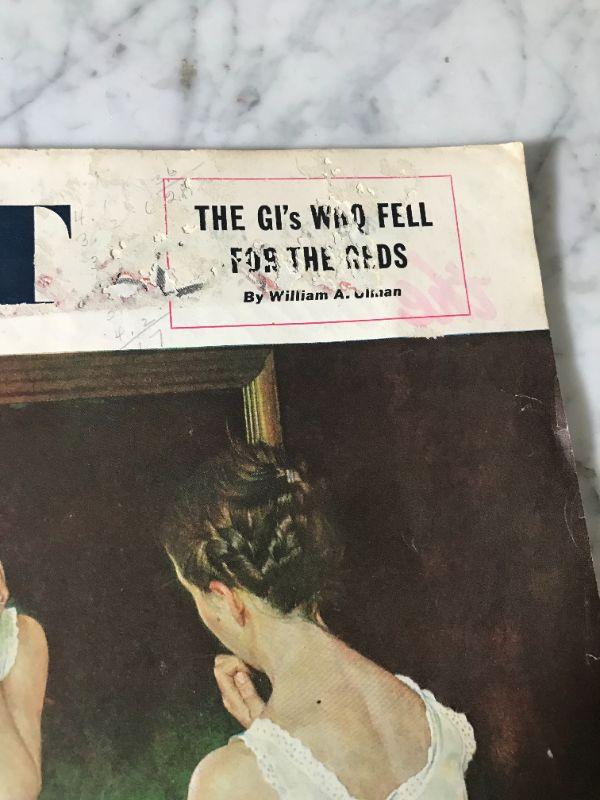 T
THE GI's WHO FELL
FOR THE REDS
By William A. Ulman